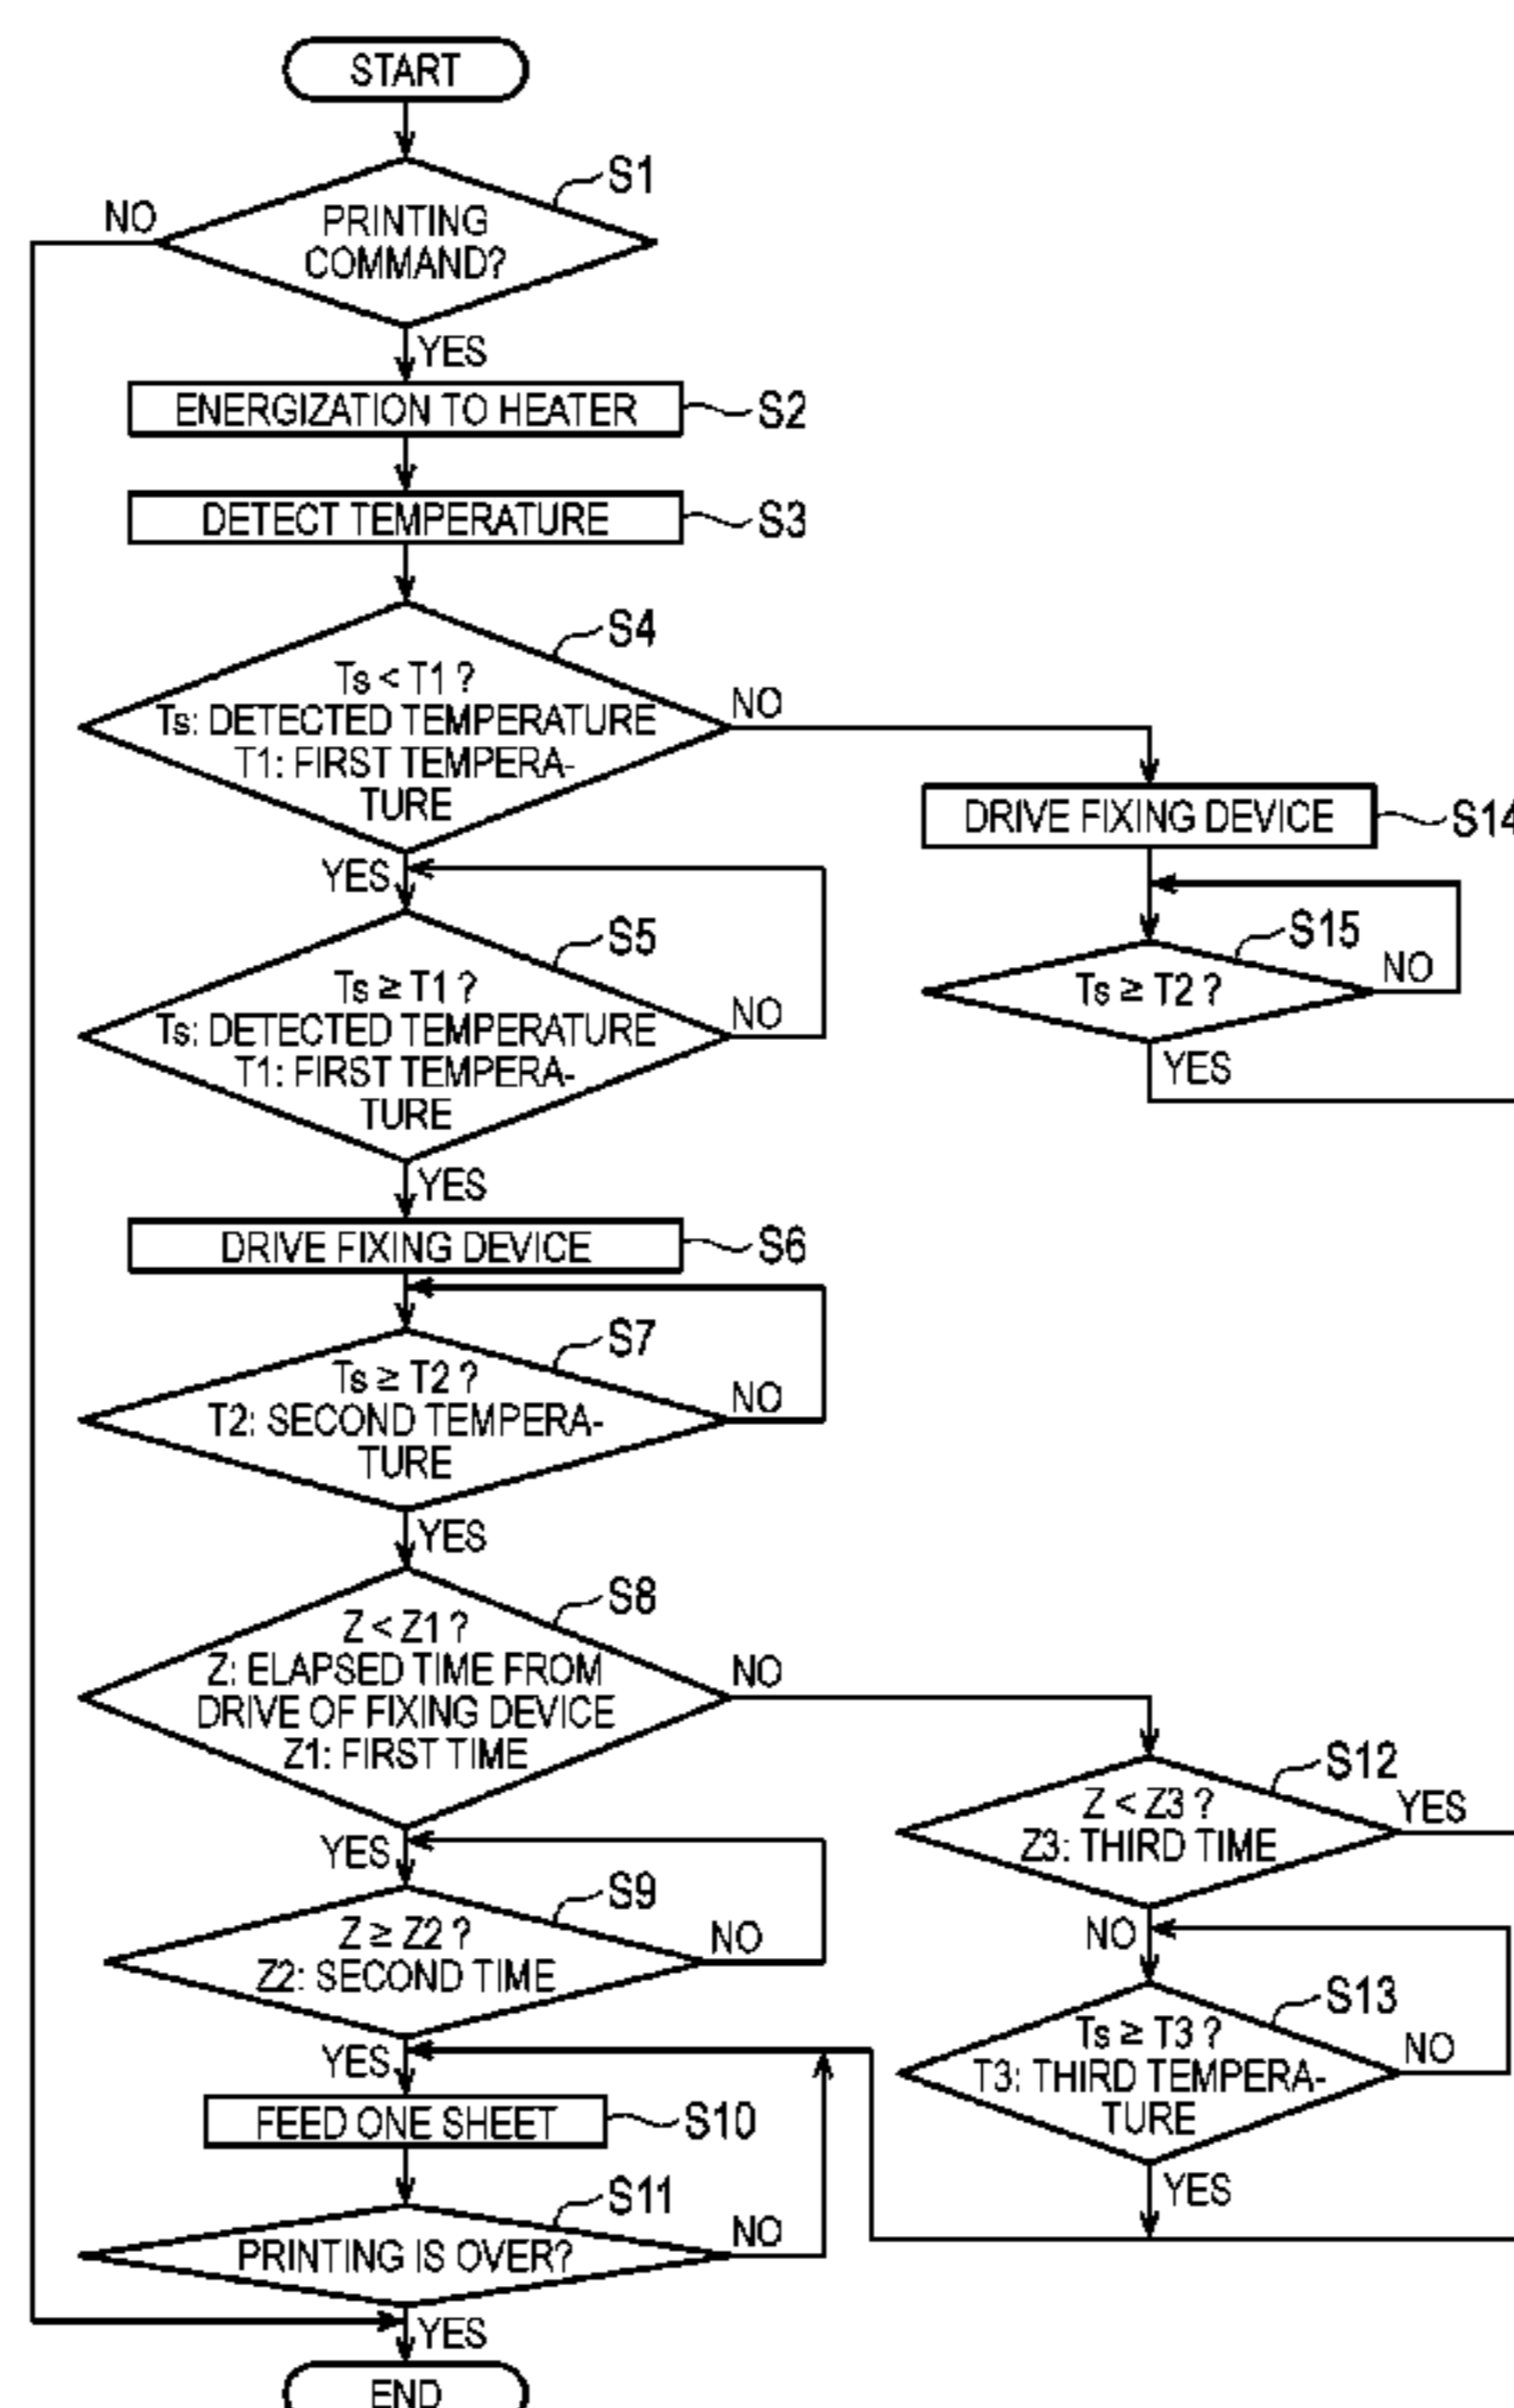 START
S1
NO
PRINTING
COMMAND?
YES
ENERGIZATION TO HEATER
S2
DETECT TEMPERATURE
S3
S4
Ts < T1 ?
Ts: DETECTED TEMPERATURE
T1: FIRST TEMPERA-
TURE
NO
YES
DRIVE FIXING DEVICE
S14
S15
Ts ≥ T2 ?
NO
YES
S5
Ts ≥ T1 ?
Ts: DETECTED TEMPERATURE
T1: FIRST TEMPERA-
TURE
NO
YES
DRIVE FIXING DEVICE
S6
S7
Ts ≥ T2 ?
T2: SECOND TEMPERA-
TURE
NO
YES
S8
Z < Z1 ?
Z: ELAPSED TIME FROM
DRIVE OF FIXING DEVICE
Z1: FIRST TIME
NO
YES
S12
Z < Z3 ?
Z3: THIRD TIME
YES
NO
S9
Z ≥ Z2 ?
Z2: SECOND TIME
NO
YES
S13
Ts ≥ T3 ?
T3: THIRD TEMPERA-
TURE
NO
YES
FEED ONE SHEET
S10
S11
PRINTING IS OVER?
NO
YES
END